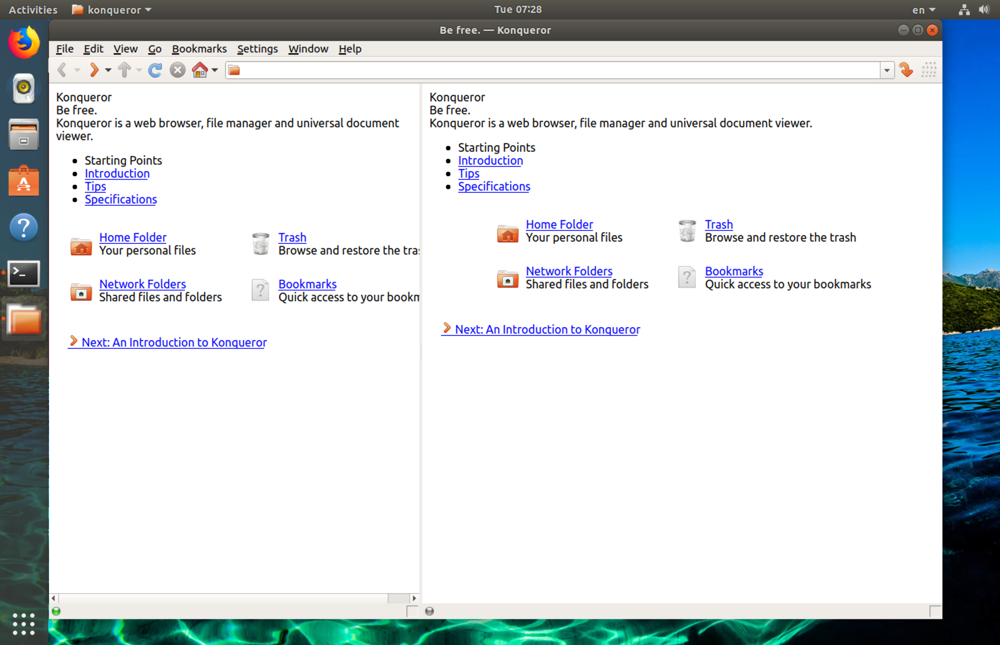 Activities konqueror Tue 07:28 en
Be free. — Konqueror
File Edit View Go Bookmarks Settings Window Help
Konqueror
Be free.
Konqueror is a web browser, file manager and universal document
viewer.
Starting Points
Introduction
Tips
Specifications
Home Folder
Your personal files
Trash
Browse and restore the tra
Network Folders
Shared files and folders
Bookmarks
Quick access to your book
Next: An Introduction to Konqueror
Konqueror
Be free.
Konqueror is a web browser, file manager and universal document viewer.
Starting Points
Introduction
Tips
Specifications
Home Folder
Your personal files
Trash
Browse and restore the trash
Network Folders
Shared files and folders
Bookmarks
Quick access to your bookmarks
Next: An Introduction to Konqueror